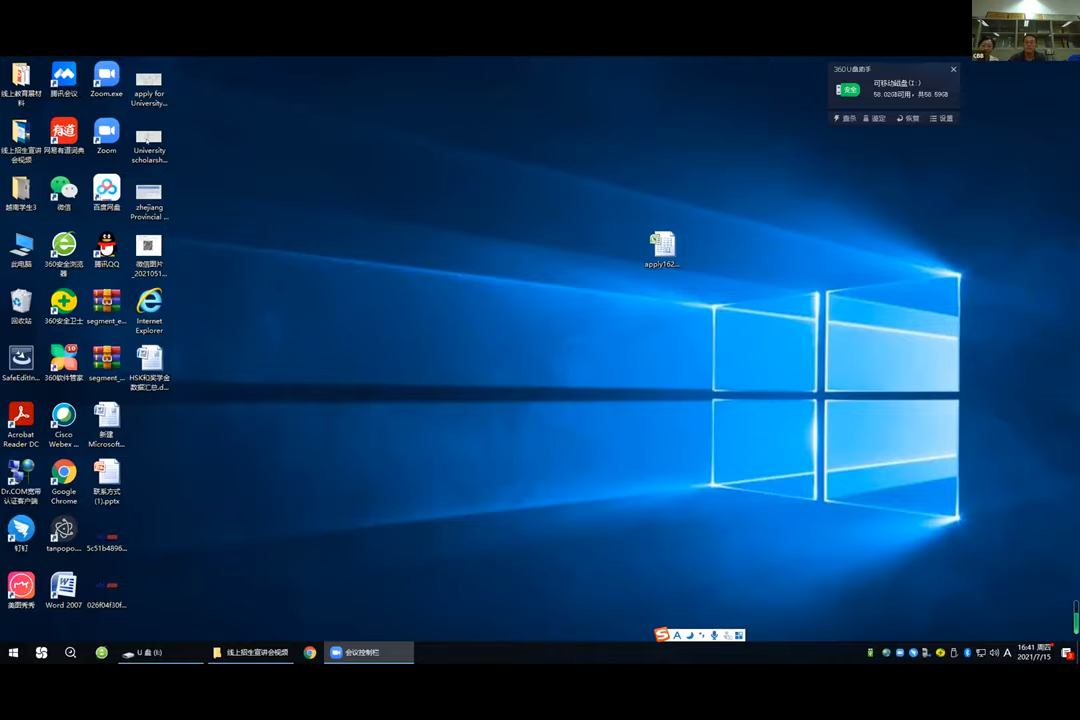 CBB
360 U盘助手
安全
可移动磁盘(I:)
58.02GB可用，共58.59GB
查杀
鉴定
恢复
设置
线上教育展材
料
腾讯会议
Zoom.exe
apply for
University...
线上招生宣讲
会视频
有道
网易有道词典
Zoom
University
scholarsh...
越南学生3
微信
百度网盘
zhejiang
Provincial ...
此电脑
360安全浏览
器
腾讯QQ
微信图片
_2021051...
apply162...
回收站
360安全卫士
segment_e...
Internet
Explorer
SafeEditIn...
10
360软件管家
segment_...
HSK和奖学金
数据汇总.d...
Acrobat
Reader DC
Cisco
Webex ...
新建
Microsoft...
Dr.COM宽带
认证客户端
Google
Chrome
联系方式
(1).pptx
钉钉
tanpopo....
5c51b4896...
美图秀秀
Word 2007
026f04f30f...
U 盘 (I:)
线上招生宣讲会视频
会议控制栏
A
16:41 周四
2021/7/15